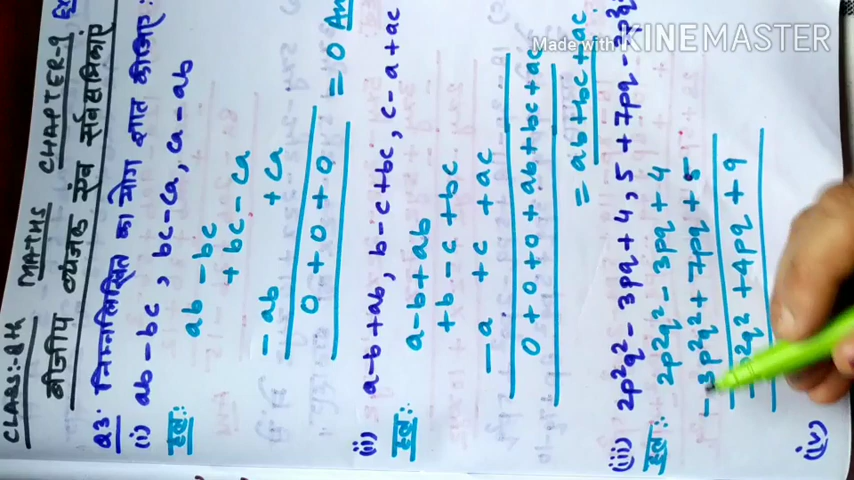 CLASS:- 8th MATHS CHAPTER-9
बीजीय व्यंजक एंव सर्वसमिकाएं
Q3. निम्नलिखित का योग ज्ञात कीजिए:
(i) ab - bc, bc - ca, ca - ab
हल:- ab - bc
+ bc - ca
- ab + ca
0 + 0 + 0 = 0 Ans
(ii) a-b+ab, b-c+bc, c-a+ac
हल:- a-b+ab
+b-c+bc
-a +c +ac
0+0+0+ab+bc+ac
= ab+bc+ac.
(iii) 2p²q² - 3pq + 4, 5 + 7pq - 3p²q²
हल:- 2p²q² - 3pq + 4
-3p²q² + 7pq + 5
p²q² + 4pq + 9
(iv)
Made with KINEMASTER